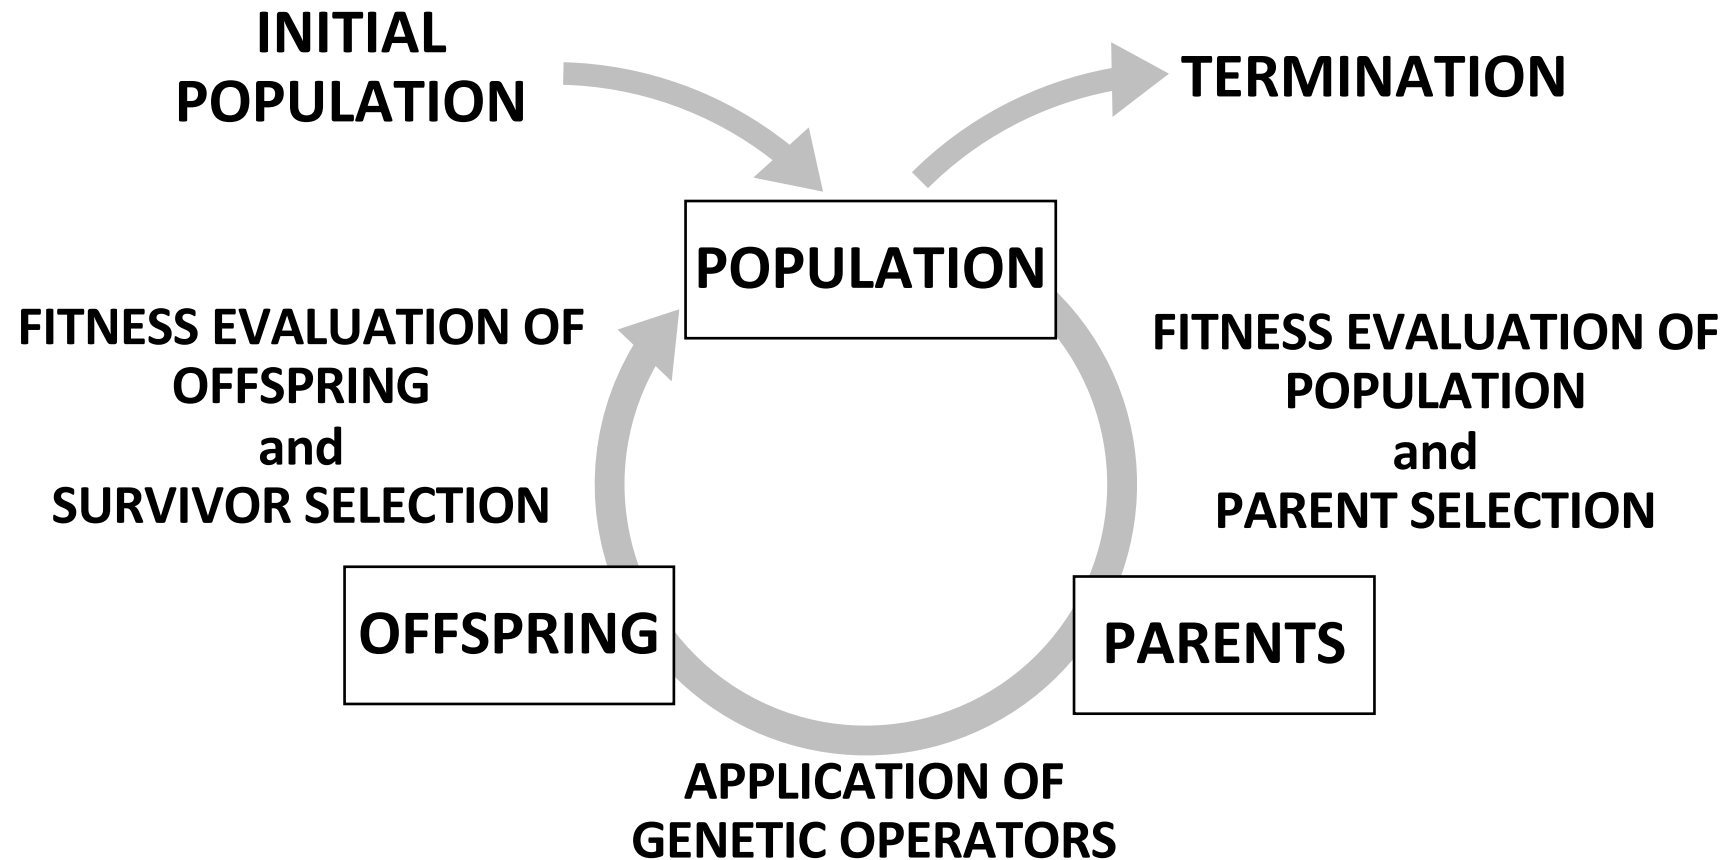 INITIAL
POPULATION
TERMINATION
POPULATION
FITNESS EVALUATION OF
OFFSPRING
and
SURVIVOR SELECTION
FITNESS EVALUATION OF
POPULATION
and
PARENT SELECTION
OFFSPRING
PARENTS
APPLICATION OF
GENETIC OPERATORS